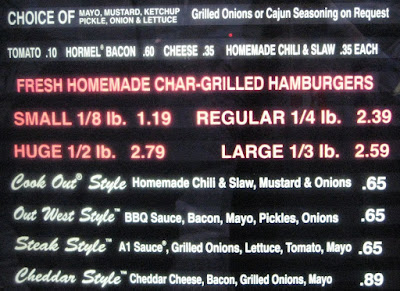 CHOICE OF MAYO, MUSTARD, KETCHUP PICKLE, ONION & LETTUCE Grilled Onions or Cajun Seasoning on Request
TOMATO .10 HORMEL® BACON .60 CHEESE .35 HOMEMADE CHILI & SLAW .35 EACH
FRESH HOMEMADE CHAR-GRILLED HAMBURGERS
SMALL 1/8 lb. 1.19 REGULAR 1/4 lb. 2.39
HUGE 1/2 lb. 2.79 LARGE 1/3 lb. 2.59
Cook Out® Style Homemade Chili & Slaw, Mustard & Onions .65
Out West Style™ BBQ Sauce, Bacon, Mayo, Pickles, Onions .65
Steak Style™ A1 Sauce®, Grilled Onions, Lettuce, Tomato, Mayo .65
Cheddar Style™ Cheddar Cheese, Bacon, Grilled Onions, Mayo .89